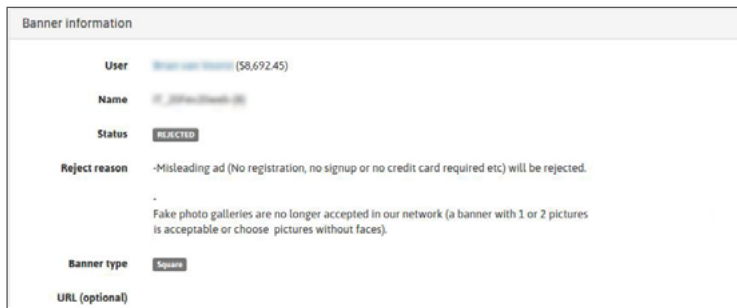 Banner information
User ($8,692.45)
Name
Status REJECTED
Reject reason -Misleading ad (No registration, no signup or no credit card required etc) will be rejected.
-
Fake photo galleries are no longer accepted in our network (a banner with 1 or 2 pictures
is acceptable or choose pictures without faces).
Banner type Square
URL (optional)